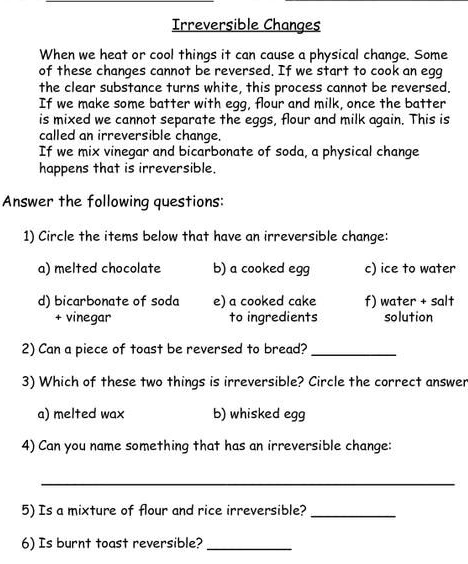 Irreversible Changes
When we heat or cool things it can cause a physical change. Some
of these changes cannot be reversed. If we start to cook an egg
the clear substance turns white, this process cannot be reversed.
If we make some batter with egg, flour and milk, once the batter
is mixed we cannot separate the eggs, flour and milk again. This is
called an irreversible change.
If we mix vinegar and bicarbonate of soda, a physical change
happens that is irreversible.
Answer the following questions:
1) Circle the items below that have an irreversible change:
a) melted chocolate b) a cooked egg c) ice to water
d) bicarbonate of soda e) a cooked cake f) water + salt
+ vinegar to ingredients solution
2) Can a piece of toast be reversed to bread? ____________
3) Which of these two things is irreversible? Circle the correct answer
a) melted wax b) whisked egg
4) Can you name something that has an irreversible change:
5) Is a mixture of flour and rice irreversible? ____________
6) Is burnt toast reversible? ____________